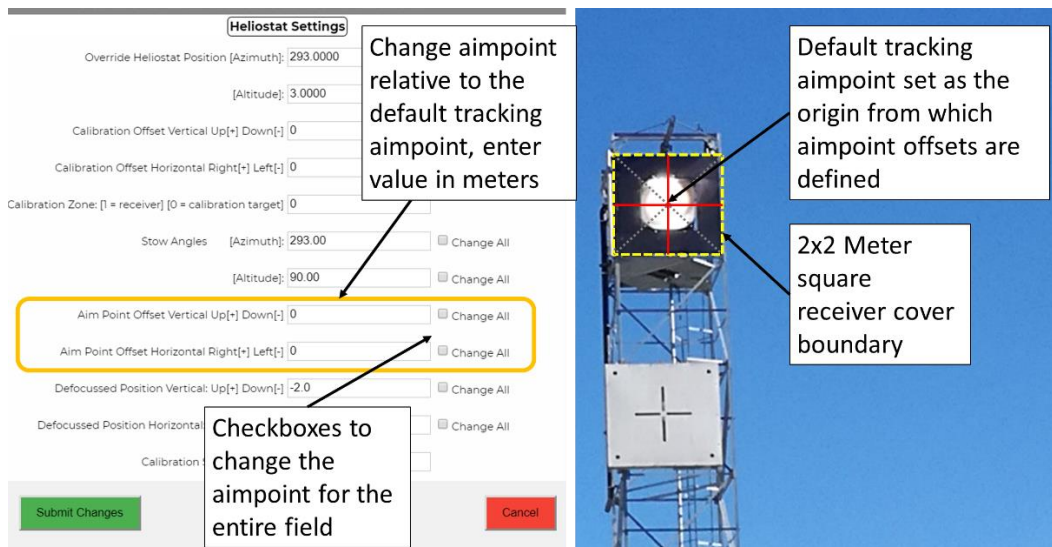 Heliostat Settings
Override Heliostat Position [Azimuth]: 293.0000
[Altitude]: 3.0000
Calibration Offset Vertical Up[+] Down[-] 0
Calibration Offset Horizontal Right[+] Left[-] 0
Calibration Zone: [1 = receiver] [0 = calibration target] 0
Stow Angles [Azimuth]: 293.00 Change All
[Altitude]: 90.00 Change All
Aim Point Offset Vertical Up[+] Down[-] 0 Change All
Aim Point Offset Horizontal Right[+] Left[-] 0 Change All
Defocussed Position Vertical: Up[+] Down[-] -2.0 Change All
Defocussed Position Horizontal: Change All
Calibration
Submit Changes
Cancel
Change aimpoint
relative to the
default tracking
aimpoint, enter
value in meters
Checkboxes to
change the
aimpoint for the
entire field
Default tracking
aimpoint set as the
origin from which
aimpoint offsets are
defined
2x2 Meter
square
receiver cover
boundary